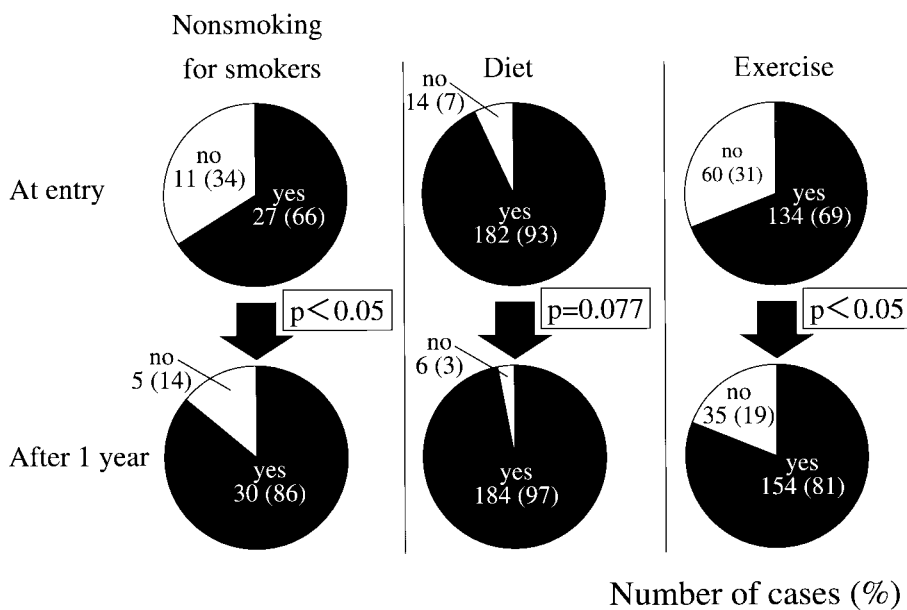 Nonsmoking
for smokers
Diet
Exercise
At entry
no
11 (34)
yes
27 (66)
no
14 (7)
yes
182 (93)
no
60 (31)
yes
134 (69)
p<0.05
p=0.077
p<0.05
After 1 year
no
5 (14)
yes
30 (86)
no
6 (3)
yes
184 (97)
no
35 (19)
yes
154 (81)
Number of cases (%)